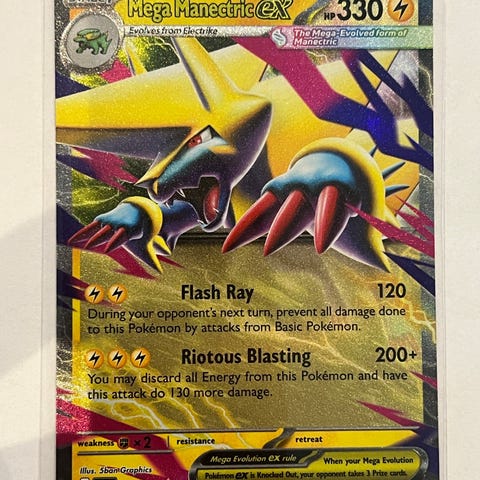 Mega Manectric ex HP 330
Evolves from Electrike
The Mega-Evolved form of
Manectric
Flash Ray 120
During your opponent's next turn, prevent all damage done
to this Pokémon by attacks from Basic Pokémon.
Riotous Blasting 200+
You may discard all Energy from this Pokémon and have
this attack do 130 more damage.
weakness ×2 resistance retreat
Mega Evolution ex rule When your Mega Evolution
Pokémon ex is Knocked Out, your opponent takes 3 Prize cards.
Illus. 5ban Graphics